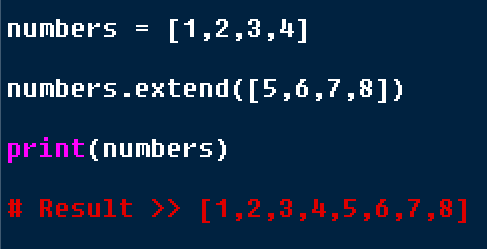 numbers = [1,2,3,4]
numbers.extend([5,6,7,8])
print(numbers)
# Result >> [1,2,3,4,5,6,7,8]